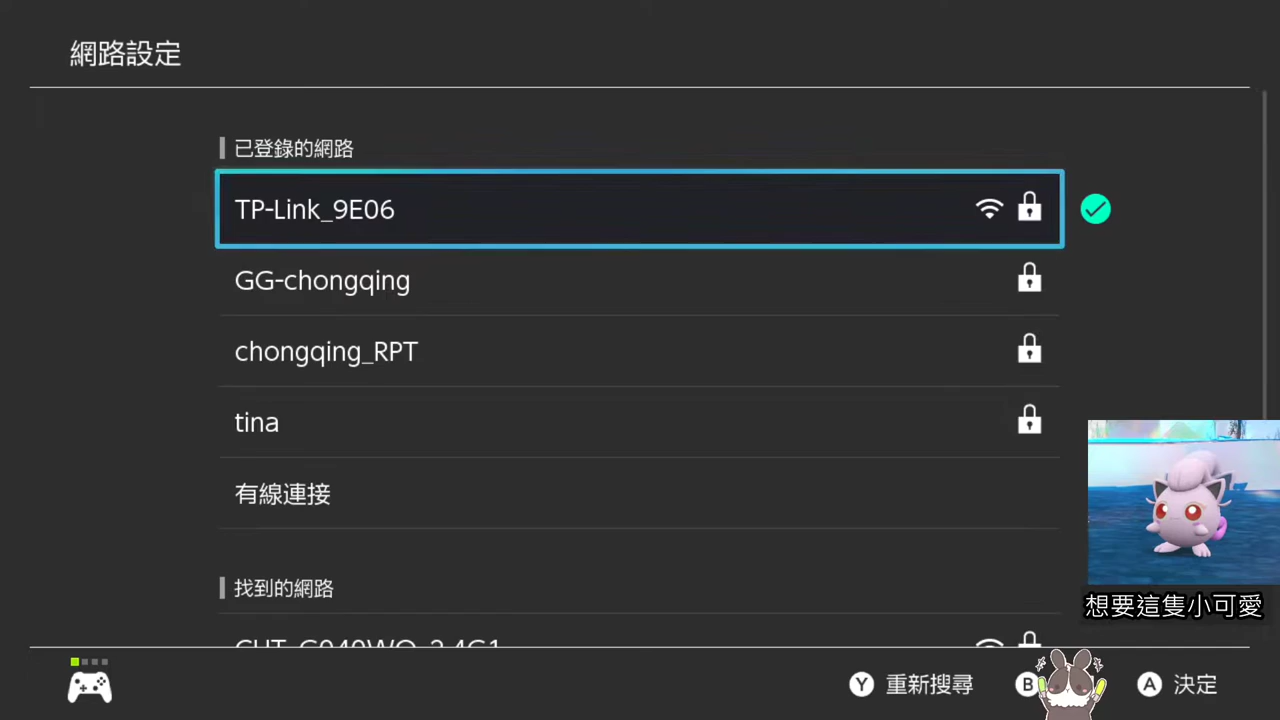 網路設定
已登錄的網路
TP-Link_9E06
GG-chongqing
chongqing_RPT
tina
有線連接
找到的網路
想要這隻小可愛
Y 重新搜尋 B A 決定